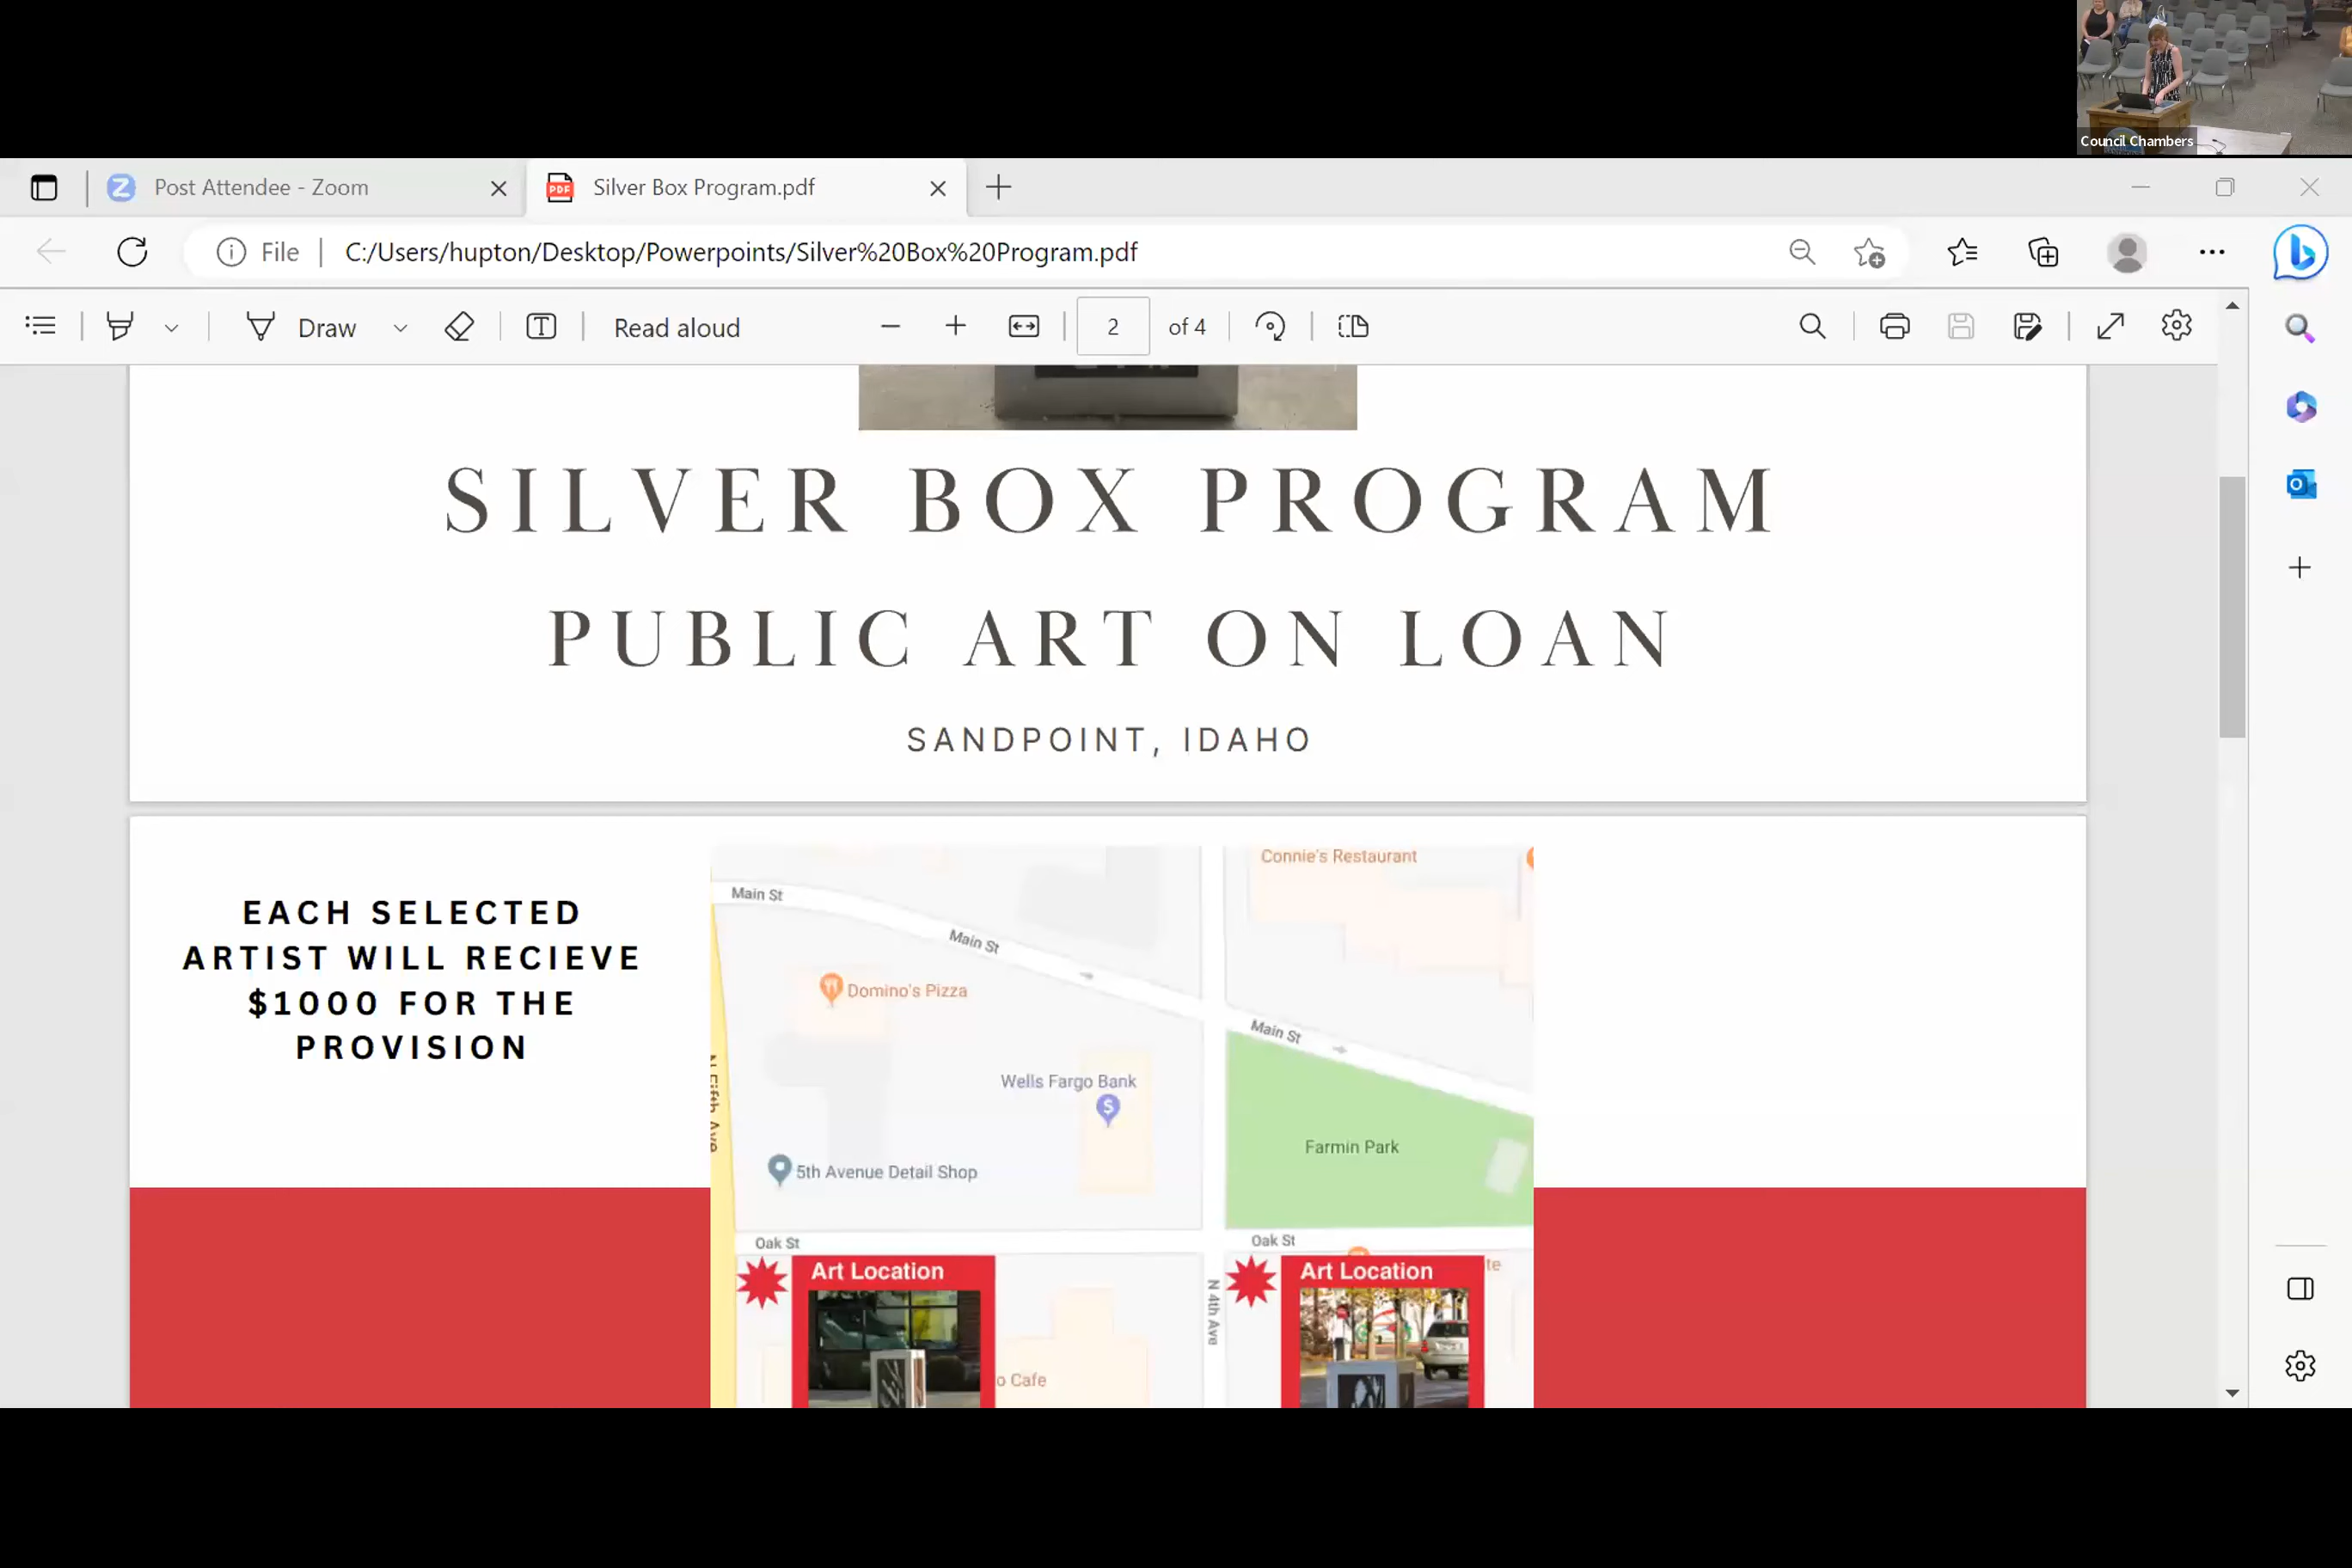 Council Chambers
Post Attendee - Zoom
Silver Box Program.pdf
File
C:/Users/hupton/Desktop/Powerpoints/Silver%20Box%20Program.pdf
Draw
Read aloud
2
of 4
SILVER BOX PROGRAM
PUBLIC ART ON LOAN
SANDPOINT, IDAHO
EACH SELECTED
ARTIST WILL RECIEVE
$1000 FOR THE
PROVISION
Connie's Restaurant
Main St
Main St
Domino's Pizza
Main St
Wells Fargo Bank
N Fifth Ave
Farmin Park
5th Avenue Detail Shop
Oak St
Oak St
Art Location
Art Location
te
N 4th Ave
o Cafe